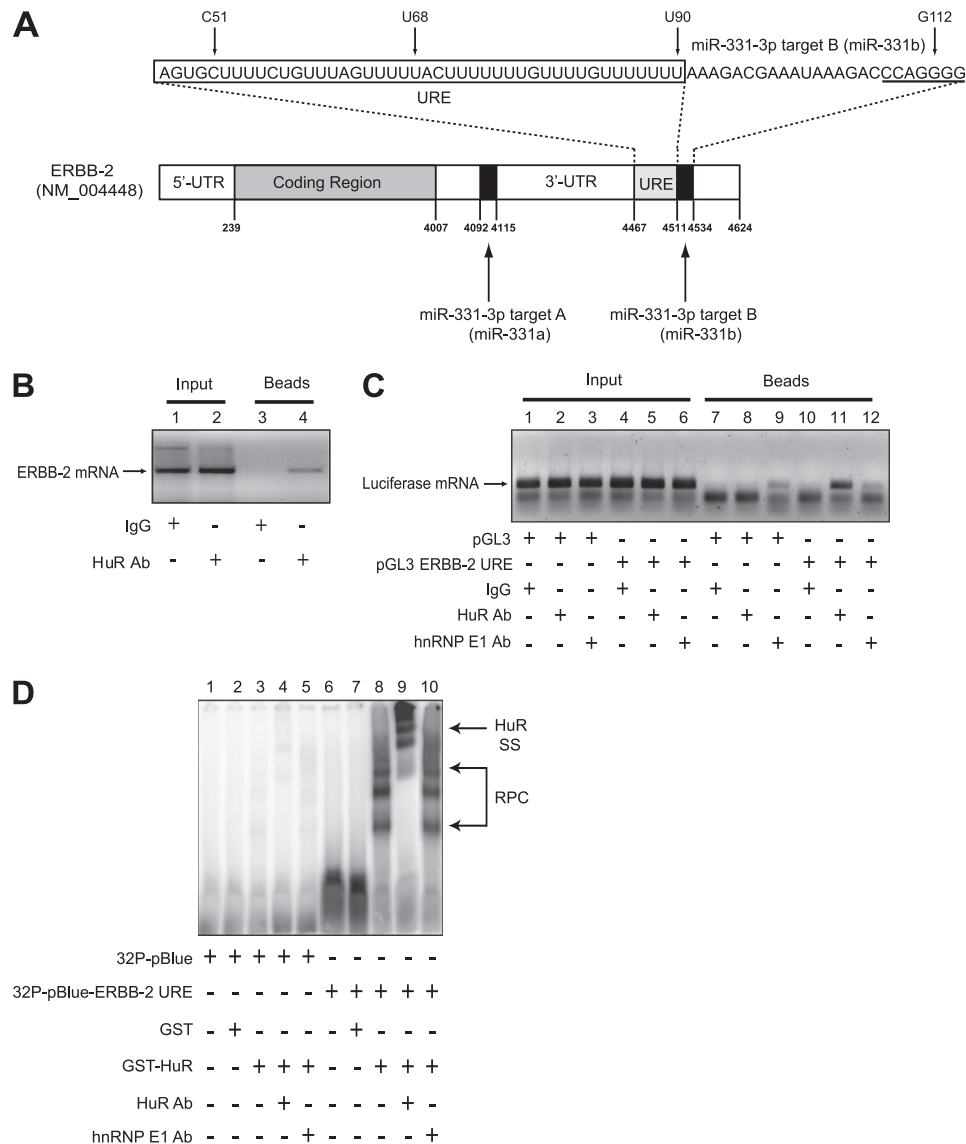 A
C51 U68 U90 G112
miR-331-3p target B (miR-331b)
AGUGCUUUUCUGUUUAGUUUUUACUUUUUUUGUUUUGUUUUUUU AAAGACGAAAUAAAGACCCAGGGG
URE
ERBB-2
(NM_004448)
5'-UTR Coding Region 3'-UTR URE
239 4007 4092 4115 4467 4511 4534 4624
miR-331-3p target A
(miR-331a)
miR-331-3p target B
(miR-331b)
B
Input Beads
1 2 3 4
ERBB-2 mRNA
IgG + - + -
HuR Ab - + - +
C
Input Beads
1 2 3 4 5 6 7 8 9 10 11 12
Luciferase mRNA
pGL3 + + + - - - + + + - - -
pGL3 ERBB-2 URE - - - + + + - - - + + +
IgG + - - + - - + - - + - -
HuR Ab - + - - + - - + - - + -
hnRNP E1 Ab - - + - - + - - + - - +
D
1 2 3 4 5 6 7 8 9 10
HuR
SS
RPC
32P-pBlue + + + + + - - - - -
32P-pBlue-ERBB-2 URE - - - - - + + + + +
GST - + - - - - + - - -
GST-HuR - - + + + - - + + +
HuR Ab - - - + - - - - + -
hnRNP E1 Ab - - - - + - - - - +